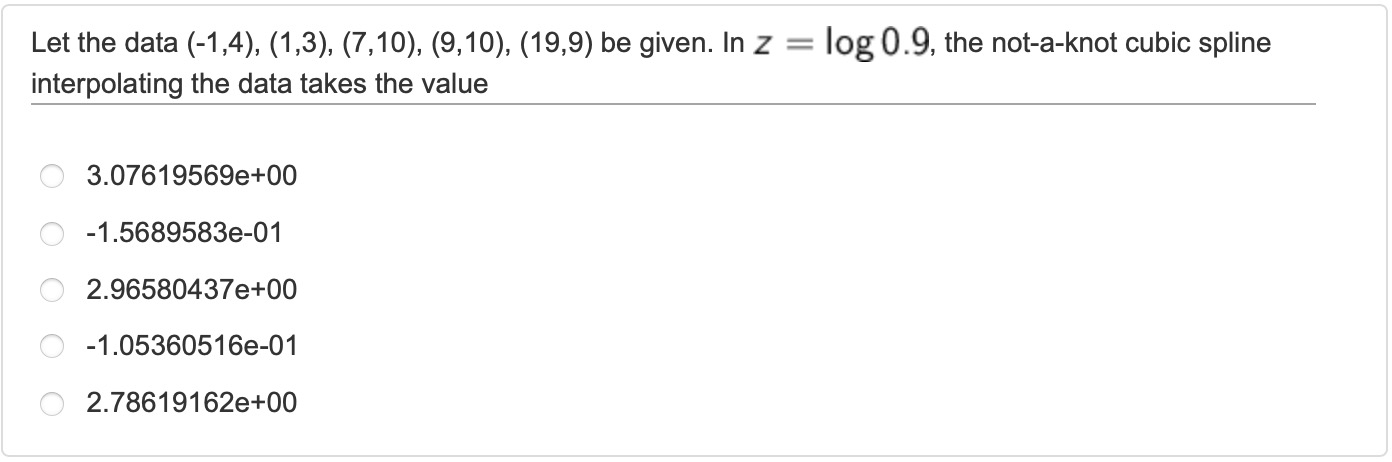 Let the data (-1,4), (1,3), (7,10), (9,10), (19,9) be given. In z = log 0.9, the not-a-knot cubic spline
interpolating the data takes the value
3.07619569e+00
-1.5689583e-01
2.96580437e+00
-1.05360516e-01
2.78619162e+00